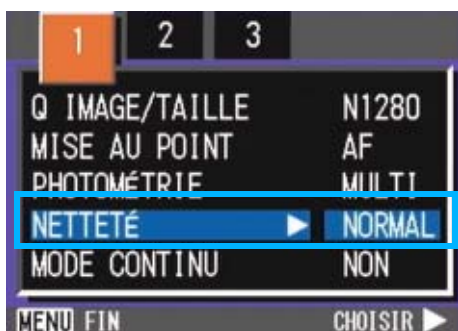 1 2 3
Q IMAGE/TAILLE N1280
MISE AU POINT AF
PHOTOMÉTRIE MULTI
NETTETÉ ▶ NORMAL
MODE CONTINU NON
MENU FIN CHOISIR ▶